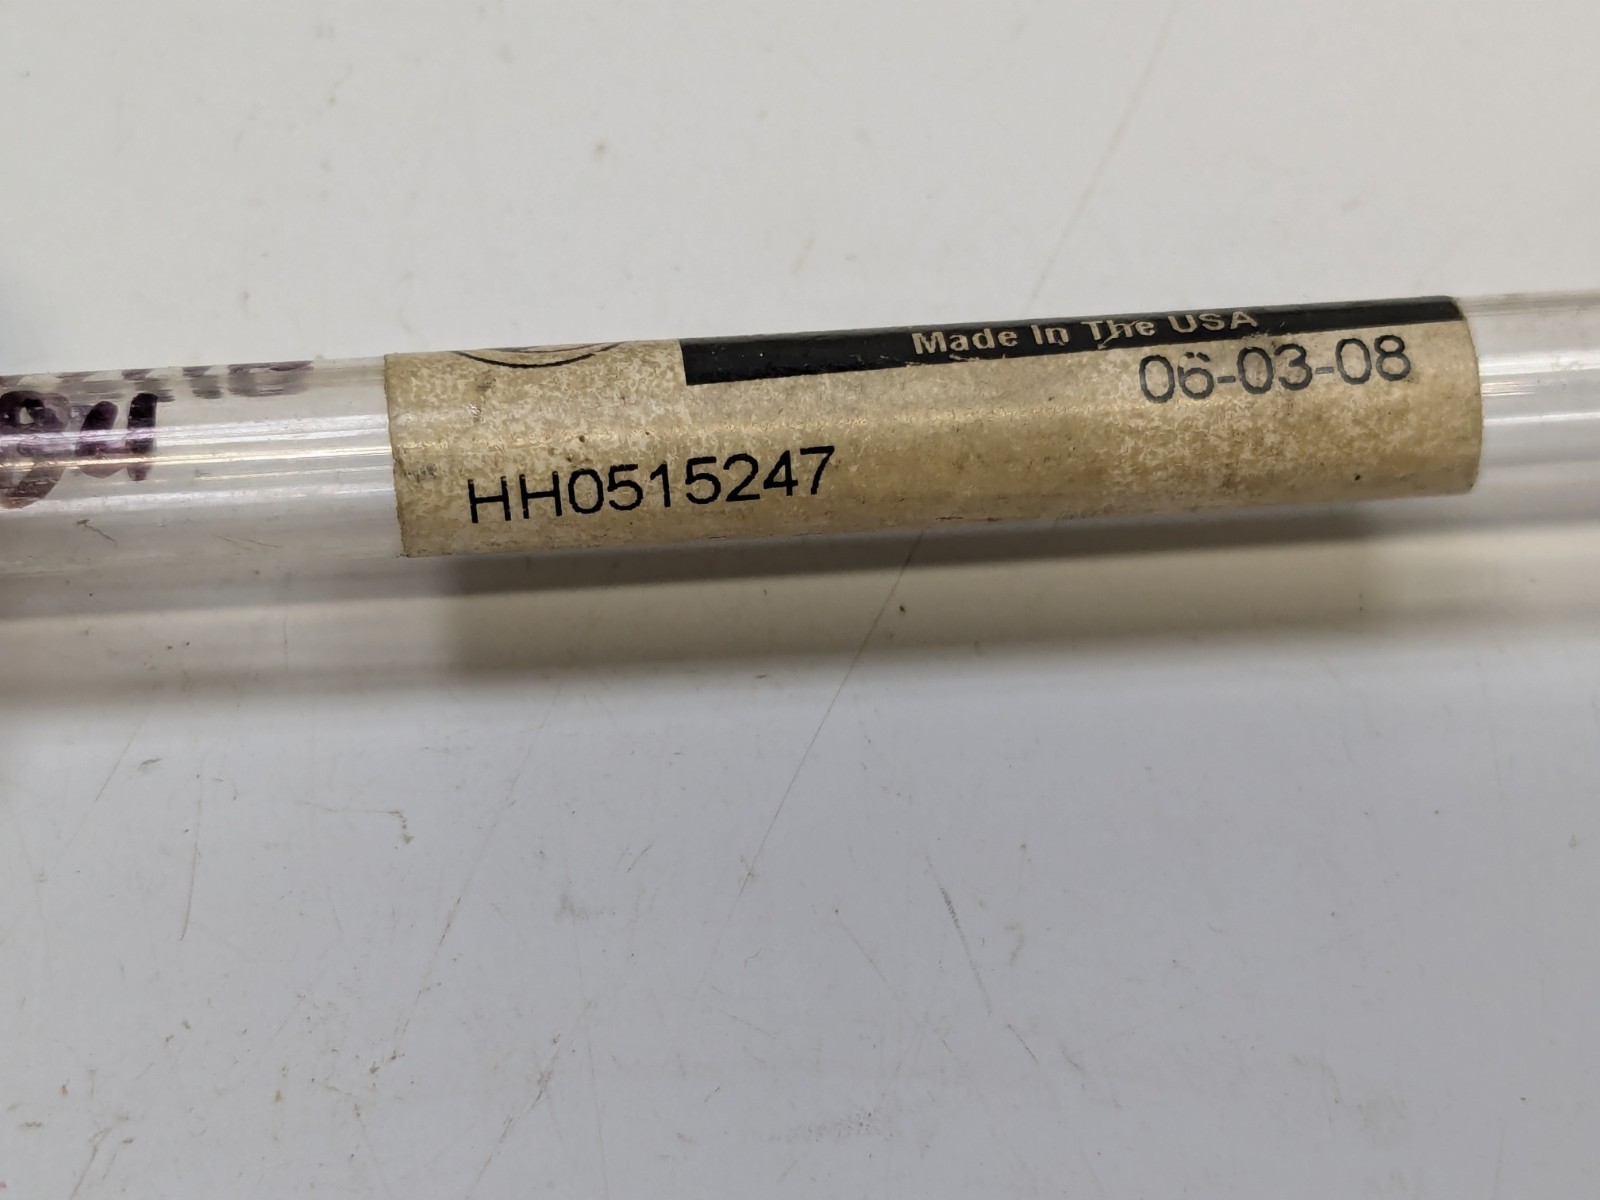 Made In The USA
06-03-08
HH0515247